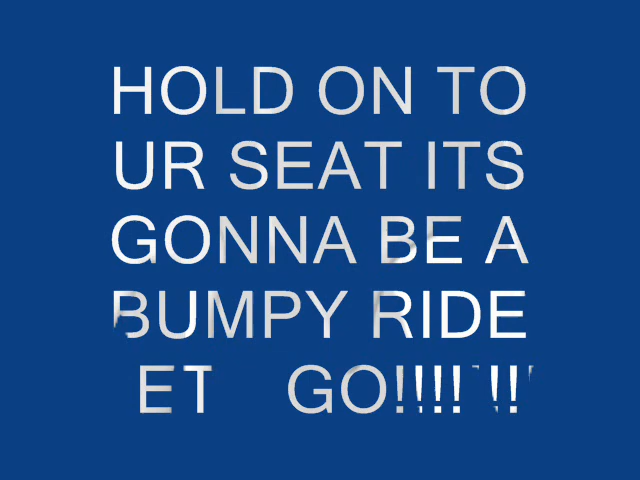 HOLD ON TO
UR SEAT ITS
GONNA BE A
BUMPY RIDE
ET GO!!!!!!